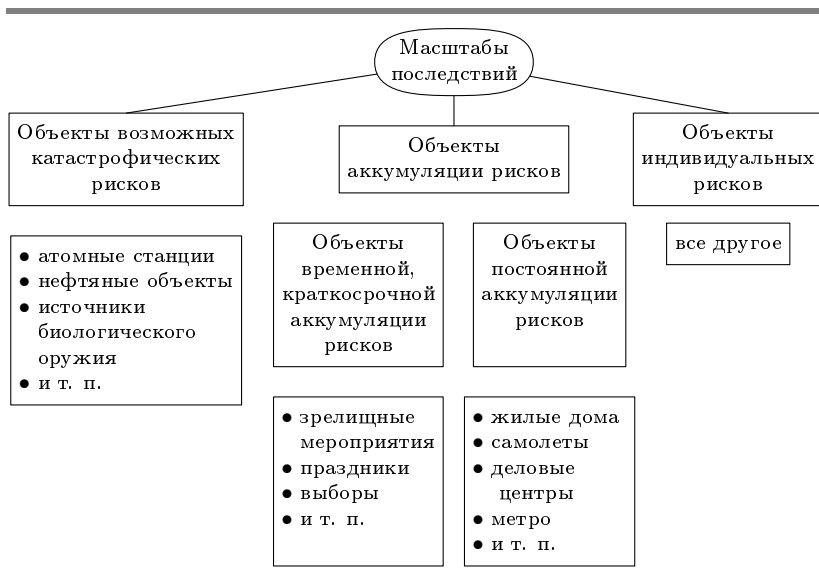 Масштабы
последствий
Объекты возможных
катастрофических
рисков
Объекты
аккумуляции рисков
Объекты
индивидуальных
рисков
• атомные станции
• нефтяные объекты
• источники
биологического
оружия
• и т. п.
Объекты
временной,
краткосрочной
аккумуляции
рисков
Объекты
постоянной
аккумуляции
рисков
все другое
• зрелищные
мероприятия
• праздники
• выборы
• и т. п.
• жилые дома
• самолеты
• деловые
центры
• метро
• и т. п.